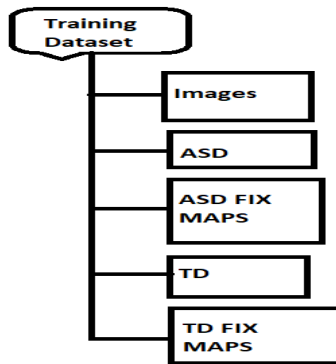 Training
Dataset
Images
ASD
ASD FIX
MAPS
TD
TD FIX
MAPS